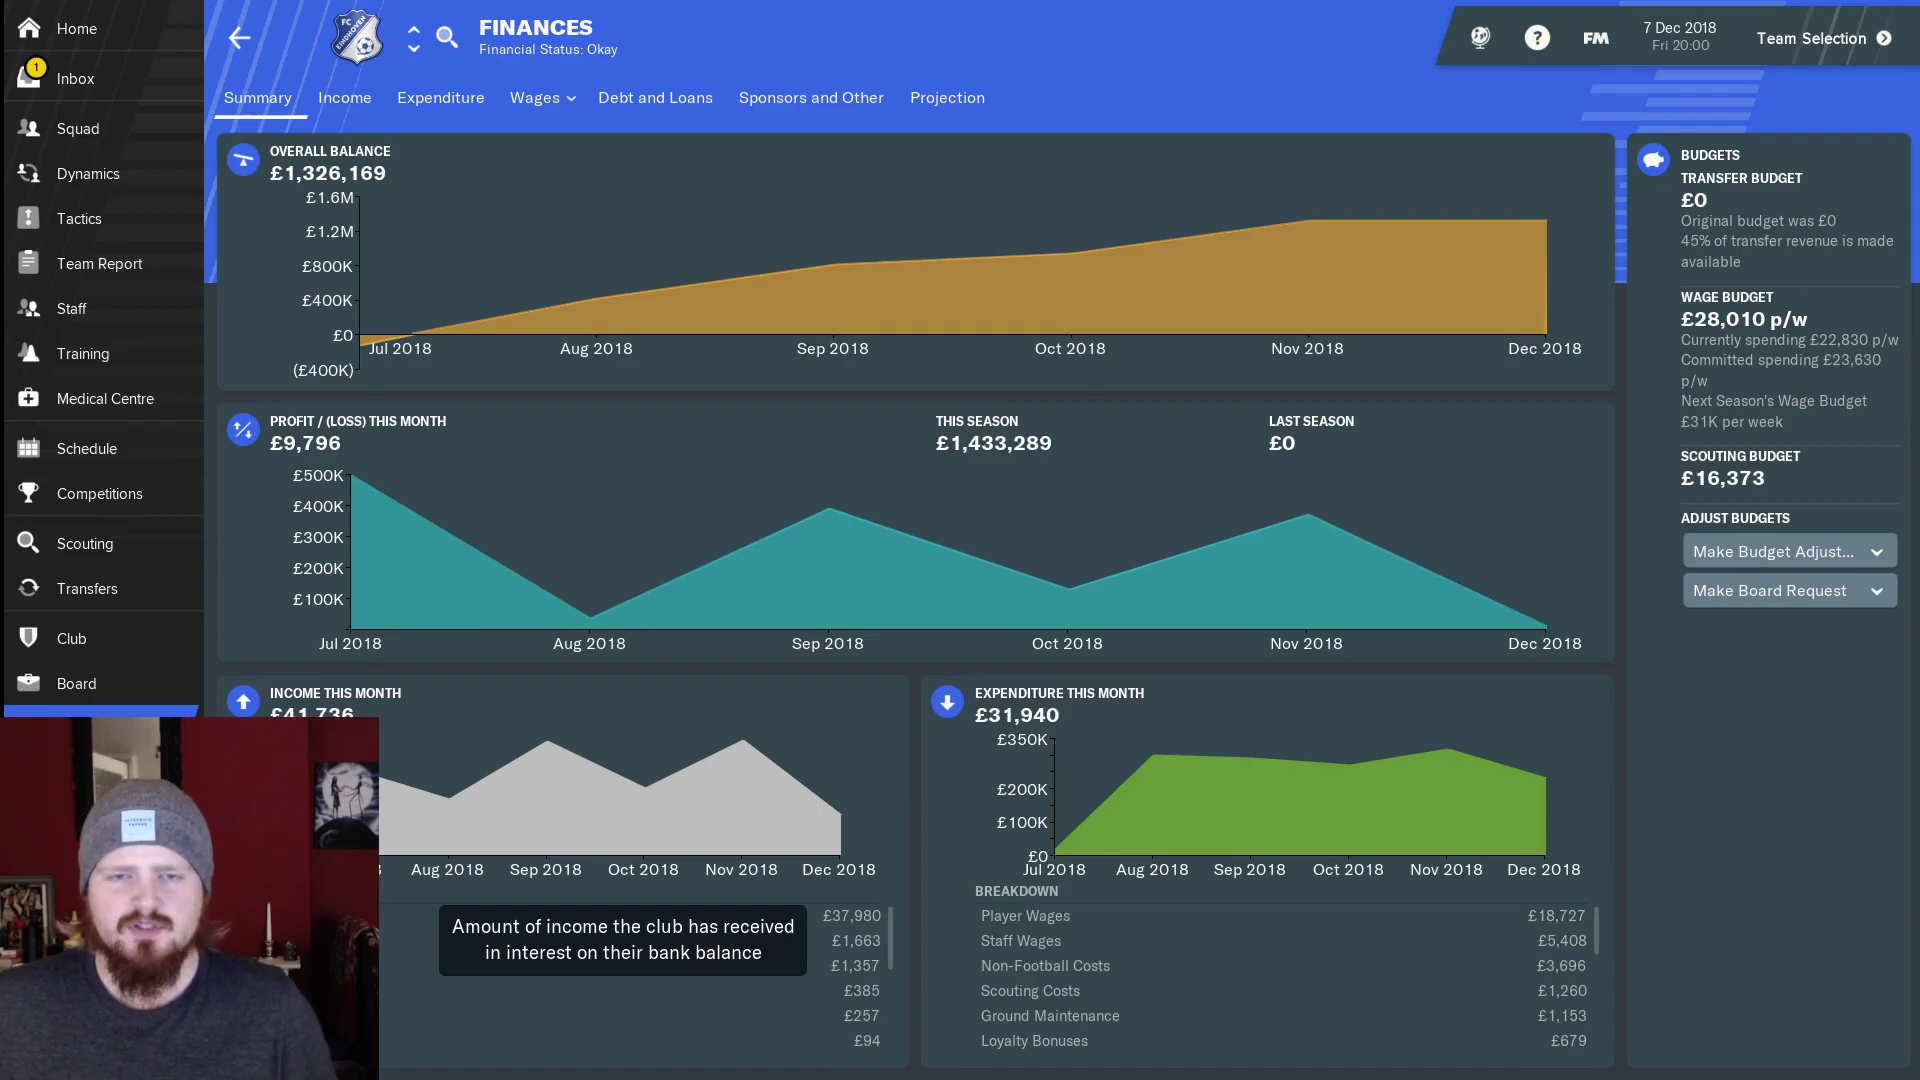 Home
1
Inbox
Squad
Dynamics
Tactics
Team Report
Staff
Training
Medical Centre
Schedule
Competitions
Scouting
Transfers
Club
Board
FC
EINDHOVEN
FINANCES
Financial Status: Okay
?
FM
7 Dec 2018
Fri 20:00
Team Selection
Summary
Income
Expenditure
Wages
Debt and Loans
Sponsors and Other
Projection
OVERALL BALANCE
£1,326,169
£1.6M
£1.2M
£800K
£400K
£0
(£400K)
Jul 2018
Aug 2018
Sep 2018
Oct 2018
Nov 2018
Dec 2018
PROFIT / (LOSS) THIS MONTH
£9,796
THIS SEASON
£1,433,289
LAST SEASON
£0
£500K
£400K
£300K
£200K
£100K
Jul 2018
Aug 2018
Sep 2018
Oct 2018
Nov 2018
Dec 2018
INCOME THIS MONTH
£41,736
Aug 2018
Sep 2018
Oct 2018
Nov 2018
Dec 2018
£37,980
£1,663
£1,357
£385
£257
£94
Amount of income the club has received
in interest on their bank balance
EXPENDITURE THIS MONTH
£31,940
£350K
£200K
£100K
£0
Jul 2018
Aug 2018
Sep 2018
Oct 2018
Nov 2018
Dec 2018
BREAKDOWN
Player Wages £18,727
Staff Wages £5,408
Non-Football Costs £3,696
Scouting Costs £1,260
Ground Maintenance £1,153
Loyalty Bonuses £679
BUDGETS
TRANSFER BUDGET
£0
Original budget was £0
45% of transfer revenue is made
available
WAGE BUDGET
£28,010 p/w
Currently spending £22,830 p/w
Committed spending £23,630
p/w
Next Season's Wage Budget
£31K per week
SCOUTING BUDGET
£16,373
ADJUST BUDGETS
Make Budget Adjust...
Make Board Request